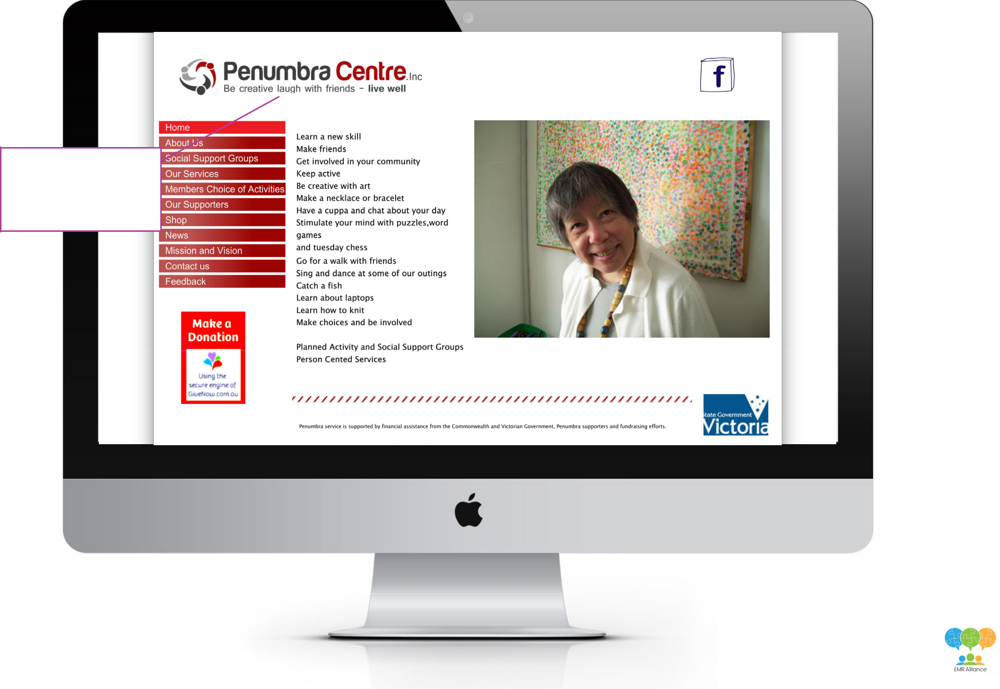 Penumbra Centre.Inc
Be creative laugh with friends - live well
f
Home
About Us
Social Support Groups
Our Services
Members Choice of Activities
Our Supporters
Shop
News
Mission and Vision
Contact us
Feedback
Make a
Donation
Using the
secure engine of
GiveNow.com.au
Learn a new skill
Make friends
Get involved in your community
Keep active
Be creative with art
Make a necklace or bracelet
Have a cuppa and chat about your day
Stimulate your mind with puzzles,word
games
and tuesday chess
Go for a walk with friends
Sing and dance at some of our outings
Catch a fish
Learn about laptops
Learn how to knit
Make choices and be involved
Planned Activity and Social Support Groups
Person Cented Services
Penumbra service is supported by financial assistance from the Commonwealth and Victorian Government, Penumbra supporters and fundraising efforts.
State Government
Victoria
EMR Alliance